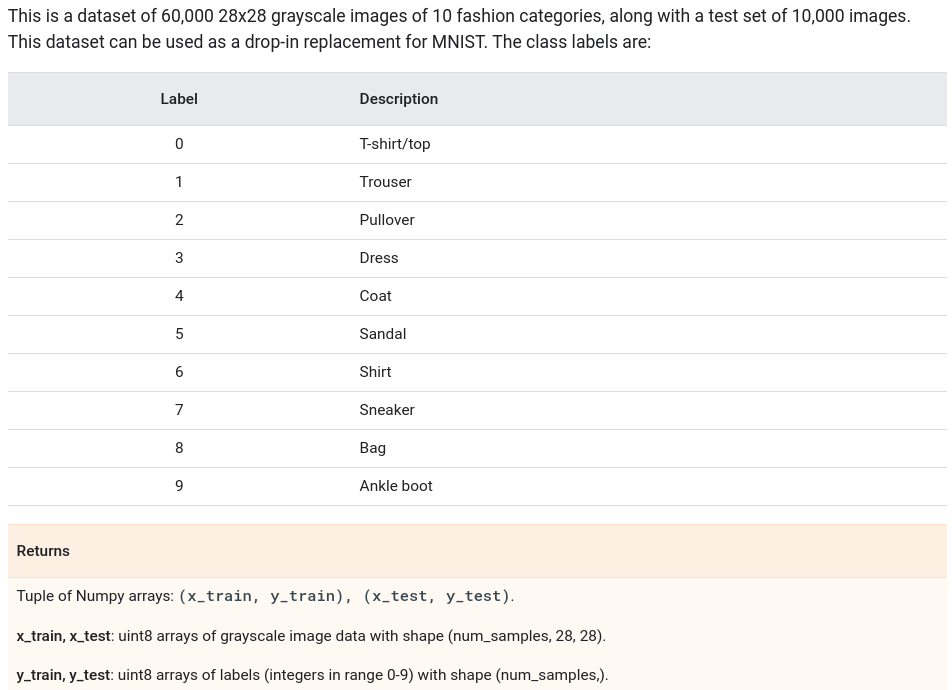 This is a dataset of 60,000 28x28 grayscale images of 10 fashion categories, along with a test set of 10,000 images.
This dataset can be used as a drop-in replacement for MNIST. The class labels are:
Label Description
0 T-shirt/top
1 Trouser
2 Pullover
3 Dress
4 Coat
5 Sandal
6 Shirt
7 Sneaker
8 Bag
9 Ankle boot
Returns
Tuple of Numpy arrays: (x_train, y_train), (x_test, y_test).
x_train, x_test: uint8 arrays of grayscale image data with shape (num_samples, 28, 28).
y_train, y_test: uint8 arrays of labels (integers in range 0-9) with shape (num_samples,).